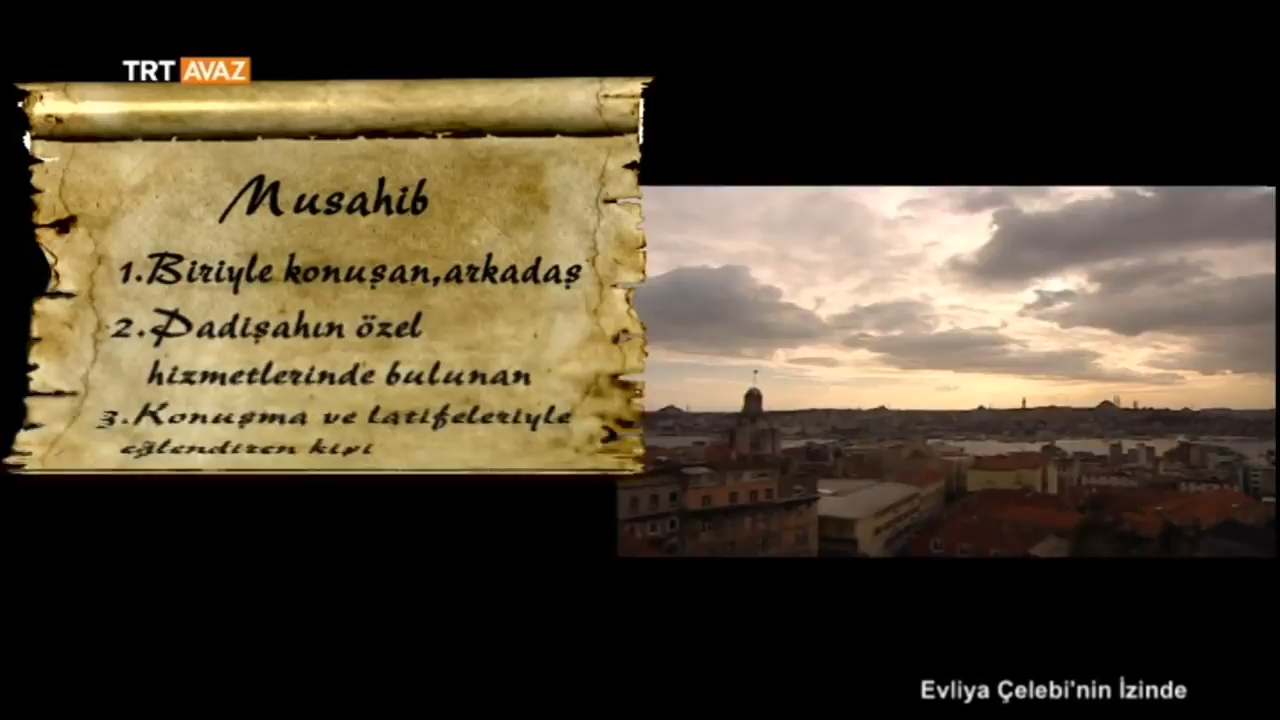 TRT AVAZ
Musahib
1.Biriyle konuşan,arkadaş
2.Padişahın özel
hizmetlerinde bulunan
3.Konuşma ve latifeleriyle
eğlendiren kişi
Evliya Çelebi'nin İzinde